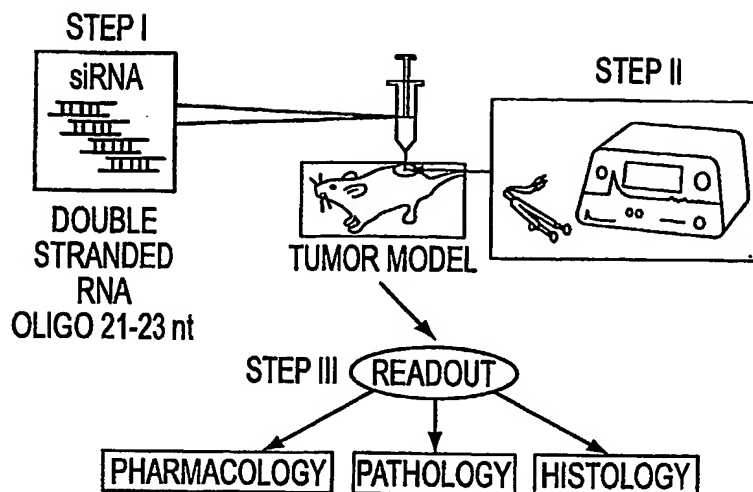 STEP I
siRNA
DOUBLE
STRANDED
RNA
OLIGO 21-23 nt
STEP II
TUMOR MODEL
STEP III
READOUT
PHARMACOLOGY
PATHOLOGY
HISTOLOGY